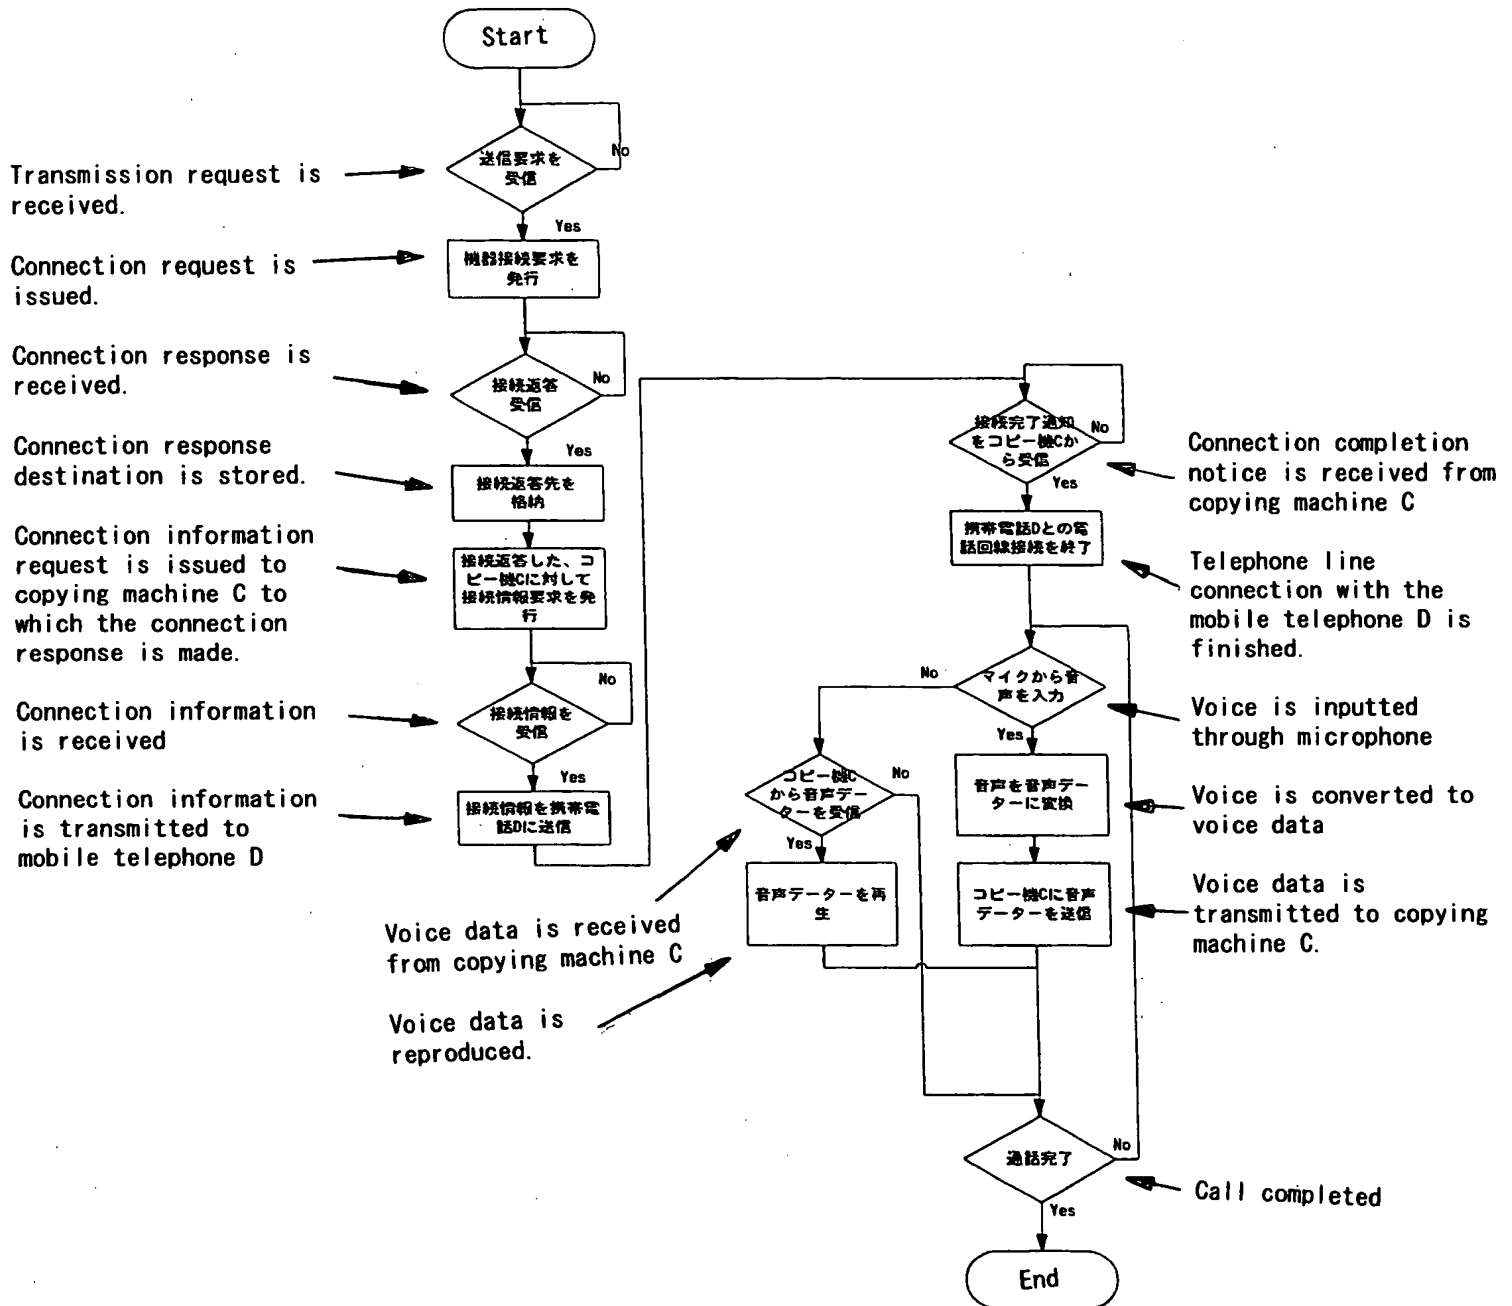 Start
送信要求を
受信
No
Yes
Transmission request is
received.
機器接続要求を
発行
Connection request is
issued.
接続返答
受信
No
Yes
Connection response is
received.
接続返答先を
格納
Connection response
destination is stored.
接続返答した、コ
ピー機Cに対して
接続情報要求を発
行
Connection information
request is issued to
copying machine C to
which the connection
response is made.
接続情報を
受信
No
Yes
Connection information
is received
接続情報を携帯電
話Dに送信
Connection information
is transmitted to
mobile telephone D
接続完了通知
をコピー機Cか
ら受信
No
Yes
Connection completion
notice is received from
copying machine C
携帯電話Dとの電
話回線接続を終了
Telephone line
connection with the
mobile telephone D is
finished.
マイクから音
声を入力
No
Yes
Voice is inputted
through microphone
コピー機C
から音声デー
ターを受信
No
Yes
音声を音声デー
ターに変換
Voice is converted to
voice data
音声データーを再
生
コピー機Cに音声
データーを送信
Voice data is
transmitted to copying
machine C.
Voice data is received
from copying machine C
Voice data is
reproduced.
通話完了
No
Yes
Call completed
End